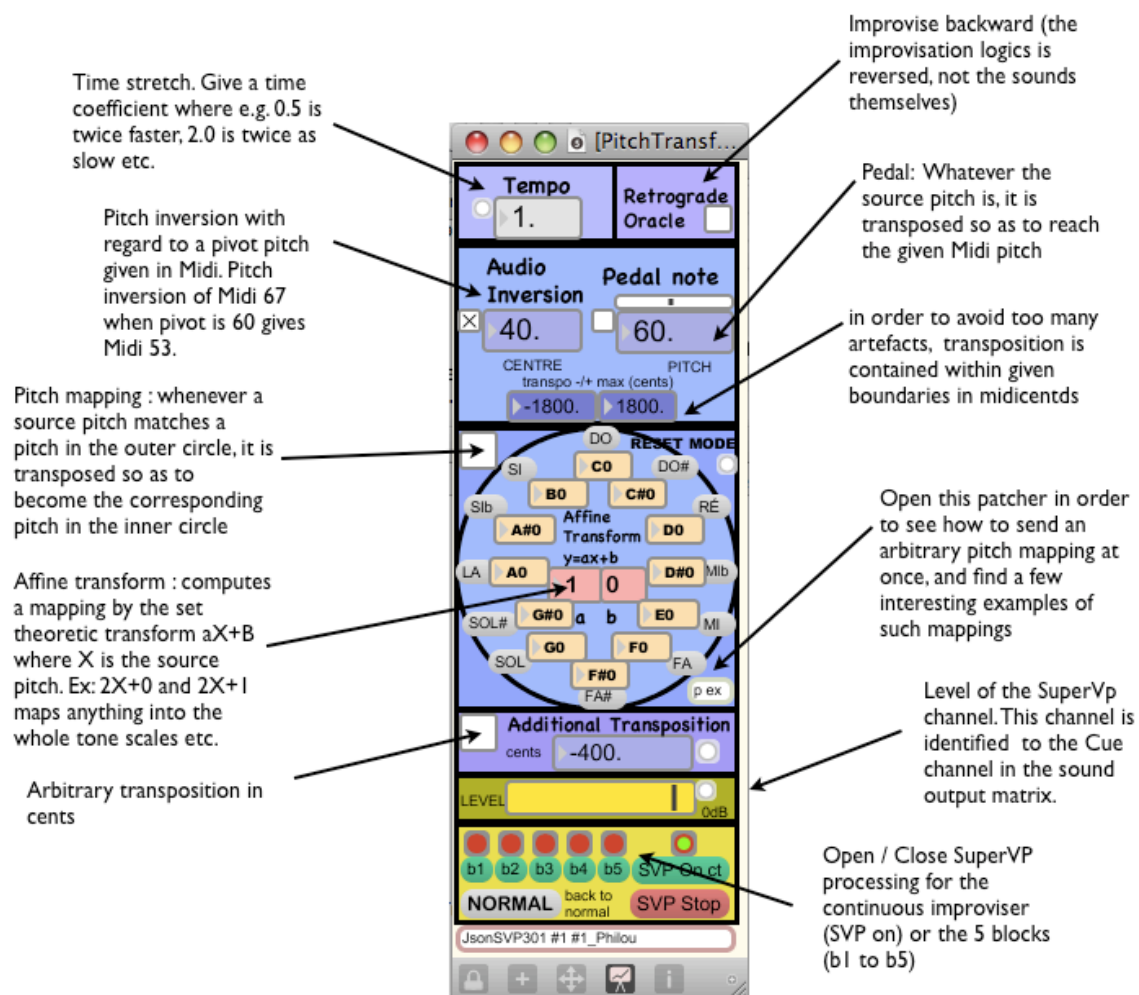 Time stretch. Give a time
coefficient where e.g. 0.5 is
twice faster, 2.0 is twice as
slow etc.
Pitch inversion with
regard to a pivot pitch
given in Midi. Pitch
inversion of Midi 67
when pivot is 60 gives
Midi 53.
Pitch mapping : whenever a
source pitch matches a
pitch in the outer circle, it is
transposed so as to
become the corresponding
pitch in the inner circle
Affine transform : computes
a mapping by the set
theoretic transform aX+B
where X is the source
pitch. Ex: 2X+0 and 2X+1
maps anything into the
whole tone scales etc.
Arbitrary transposition in
cents
[PitchTransf...
Tempo
1.
Retrograde
Oracle
Audio
Inversion
Pedal note
40.
60.
CENTRE
PITCH
transpo -/+ max (cents)
-1800.
1800.
DO
RESET MODE
SI
C0
DO#
B0
C#0
SIb
RÉ
A#0
Affine
Transform
D0
y=ax+b
LA
A0
1
0
D#0
MIb
SOL#
G#0
a
b
E0
MI
SOL
G0
F0
FA
F#0
FA#
p ex
Additional Transposition
cents
-400.
LEVEL
0dB
b1
b2
b3
b4
b5
SVP On ct
NORMAL
back to
normal
SVP Stop
JsonSVP301 #1 #1_Philou
Improvise backward (the
improvisation logics is
reversed, not the sounds
themselves)
Pedal: Whatever the
source pitch is, it is
transposed so as to reach
the given Midi pitch
in order to avoid too many
artefacts, transposition is
contained within given
boundaries in midicentds
Open this patcher in order
to see how to send an
arbitrary pitch mapping at
once, and find a few
interesting examples of
such mappings
Level of the SuperVp
channel. This channel is
identified to the Cue
channel in the sound
output matrix.
Open / Close SuperVP
processing for the
continuous improviser
(SVP on) or the 5 blocks
(b1 to b5)